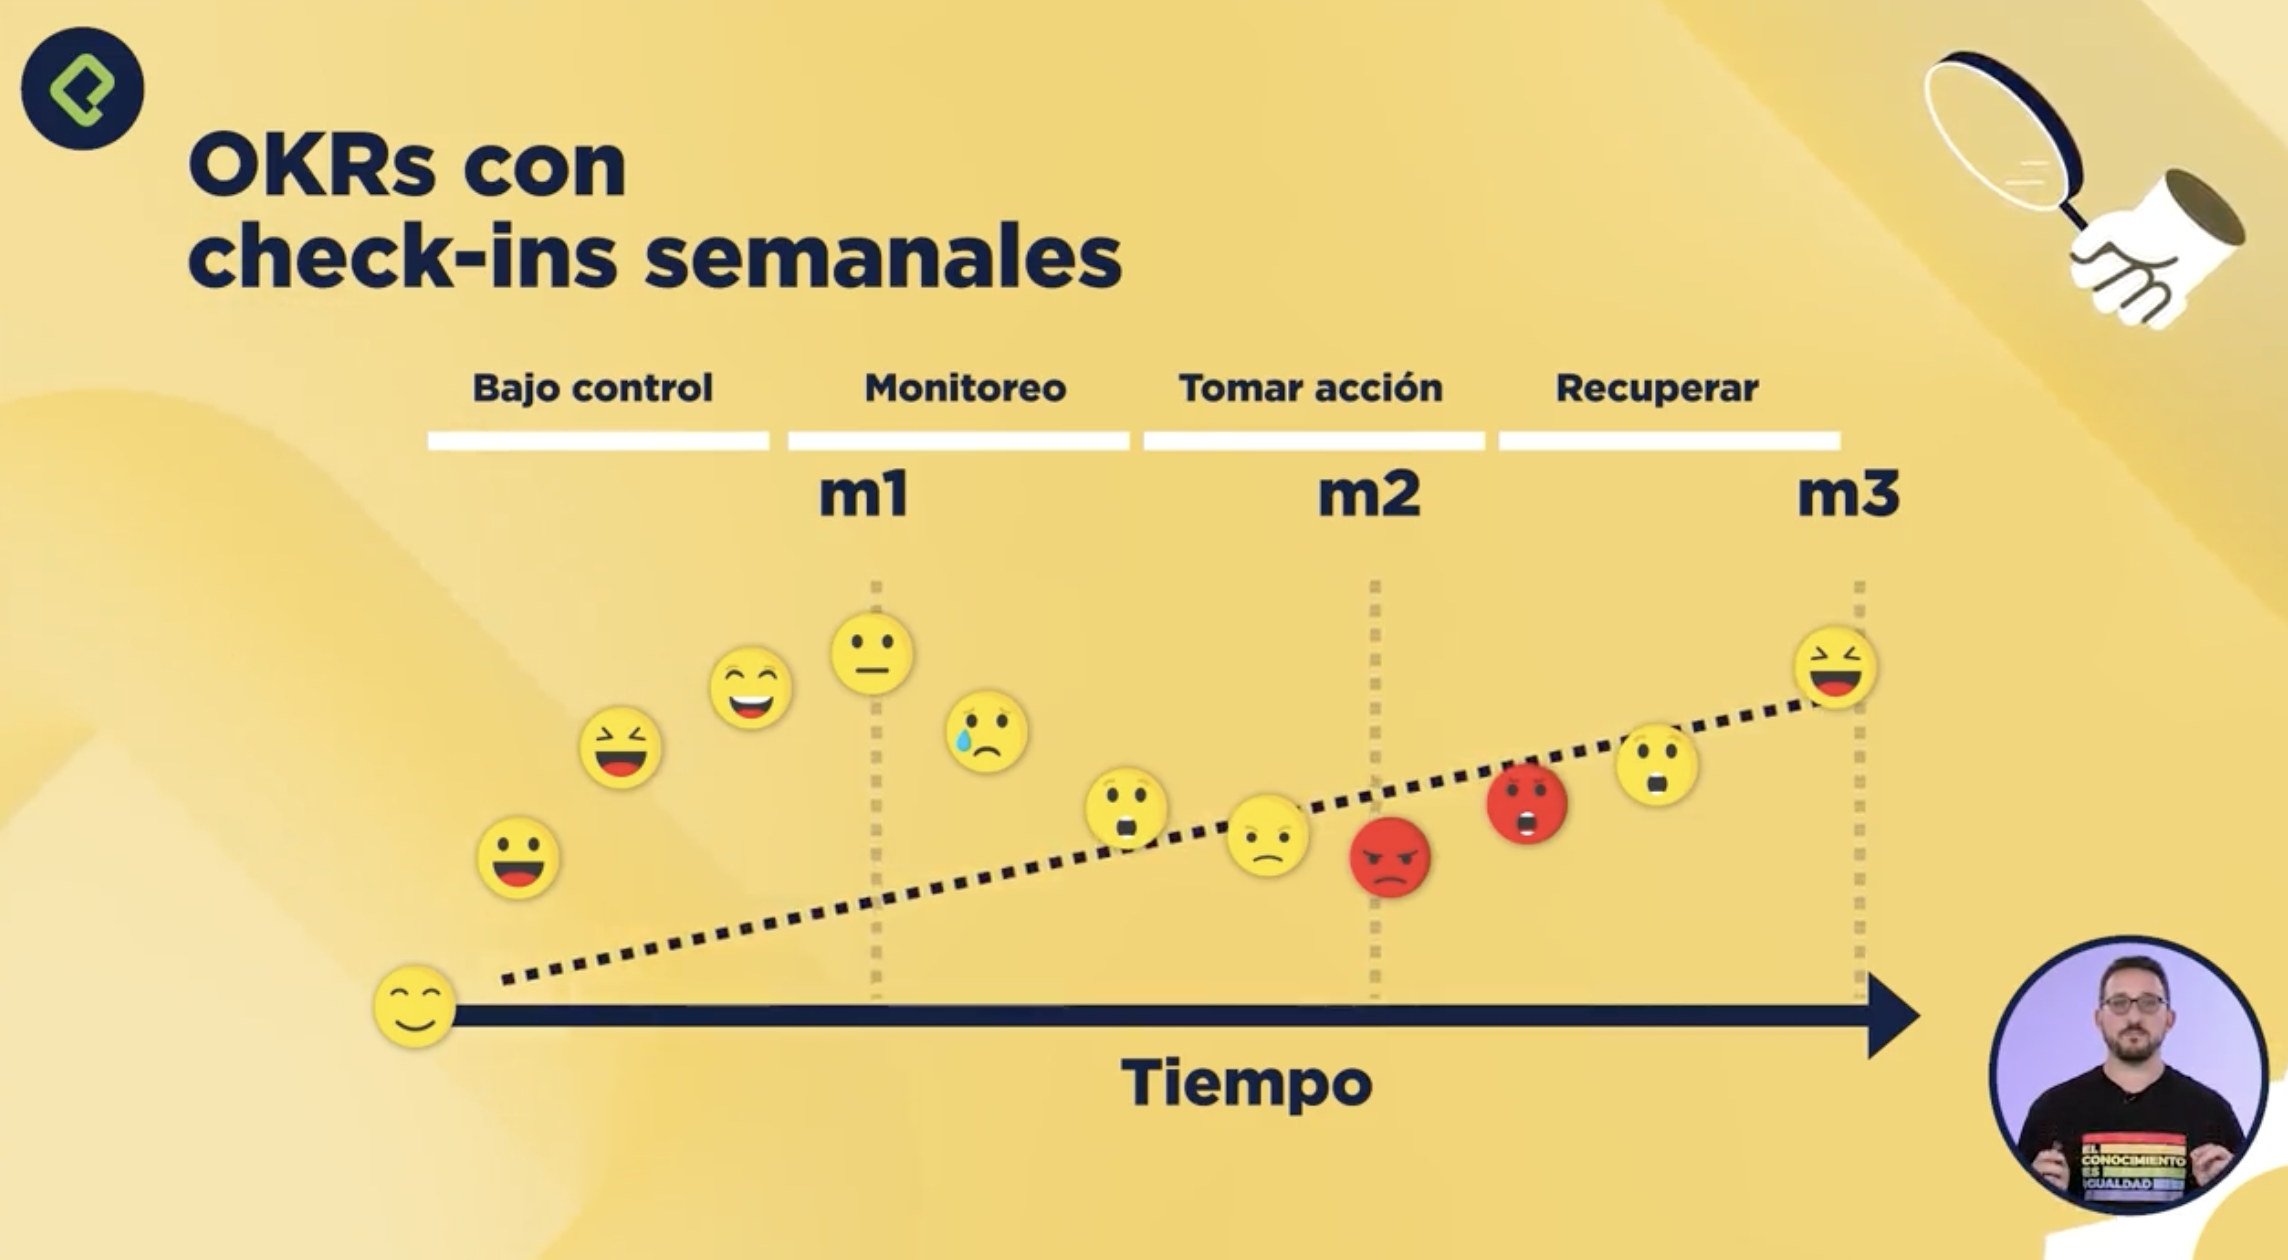 OKRs con
check-ins semanales
Bajo control
Monitoreo
Tomar acción
Recuperar
m1
m2
m3
Tiempo
EL
CONOCIMIENTO
ES
IGUALDAD